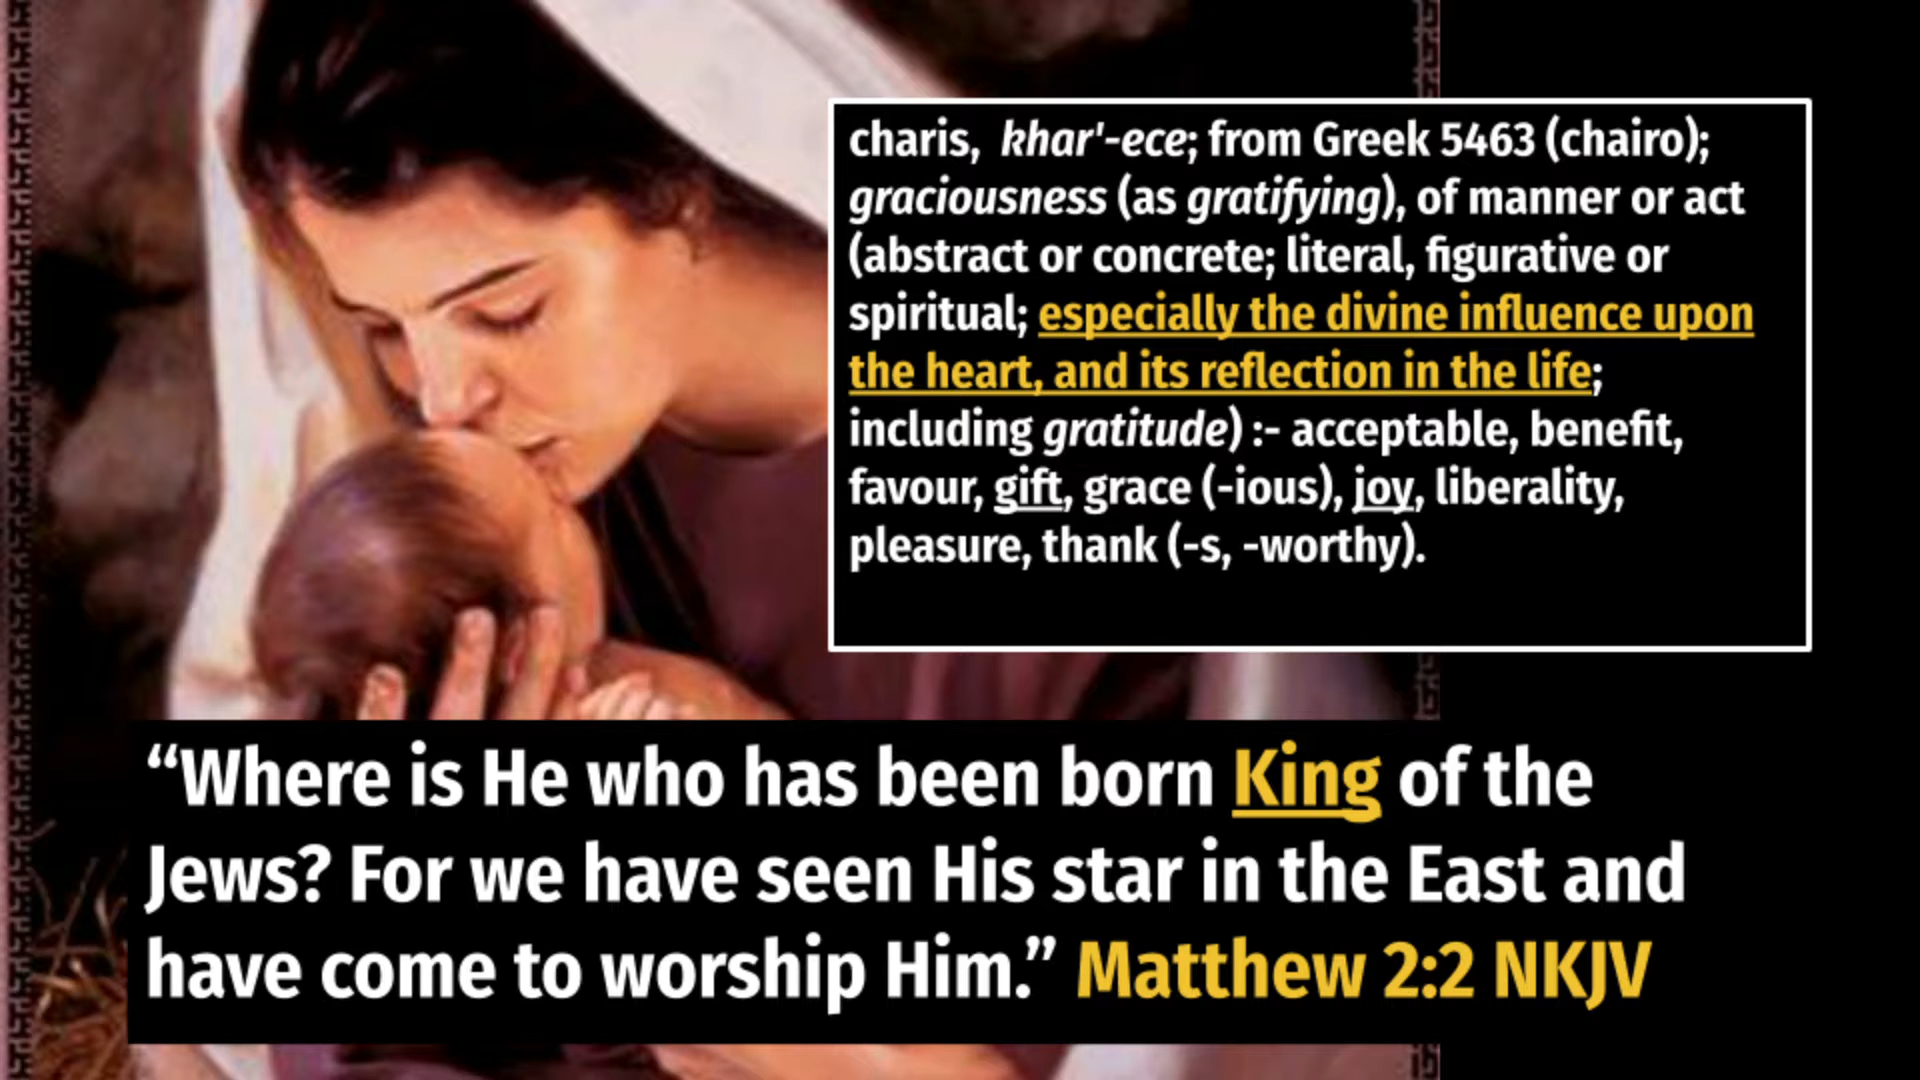 charis,  khar'-ece; from Greek 5463 (chairo);
graciousness (as gratifying), of manner or act
(abstract or concrete; literal, figurative or
spiritual; especially the divine influence upon
the heart, and its reflection in the life;
including gratitude) :- acceptable, benefit,
favour, gift, grace (-ious), joy, liberality,
pleasure, thank (-s, -worthy).
“Where is He who has been born King of the
Jews? For we have seen His star in the East and
have come to worship Him.” Matthew 2:2 NKJV